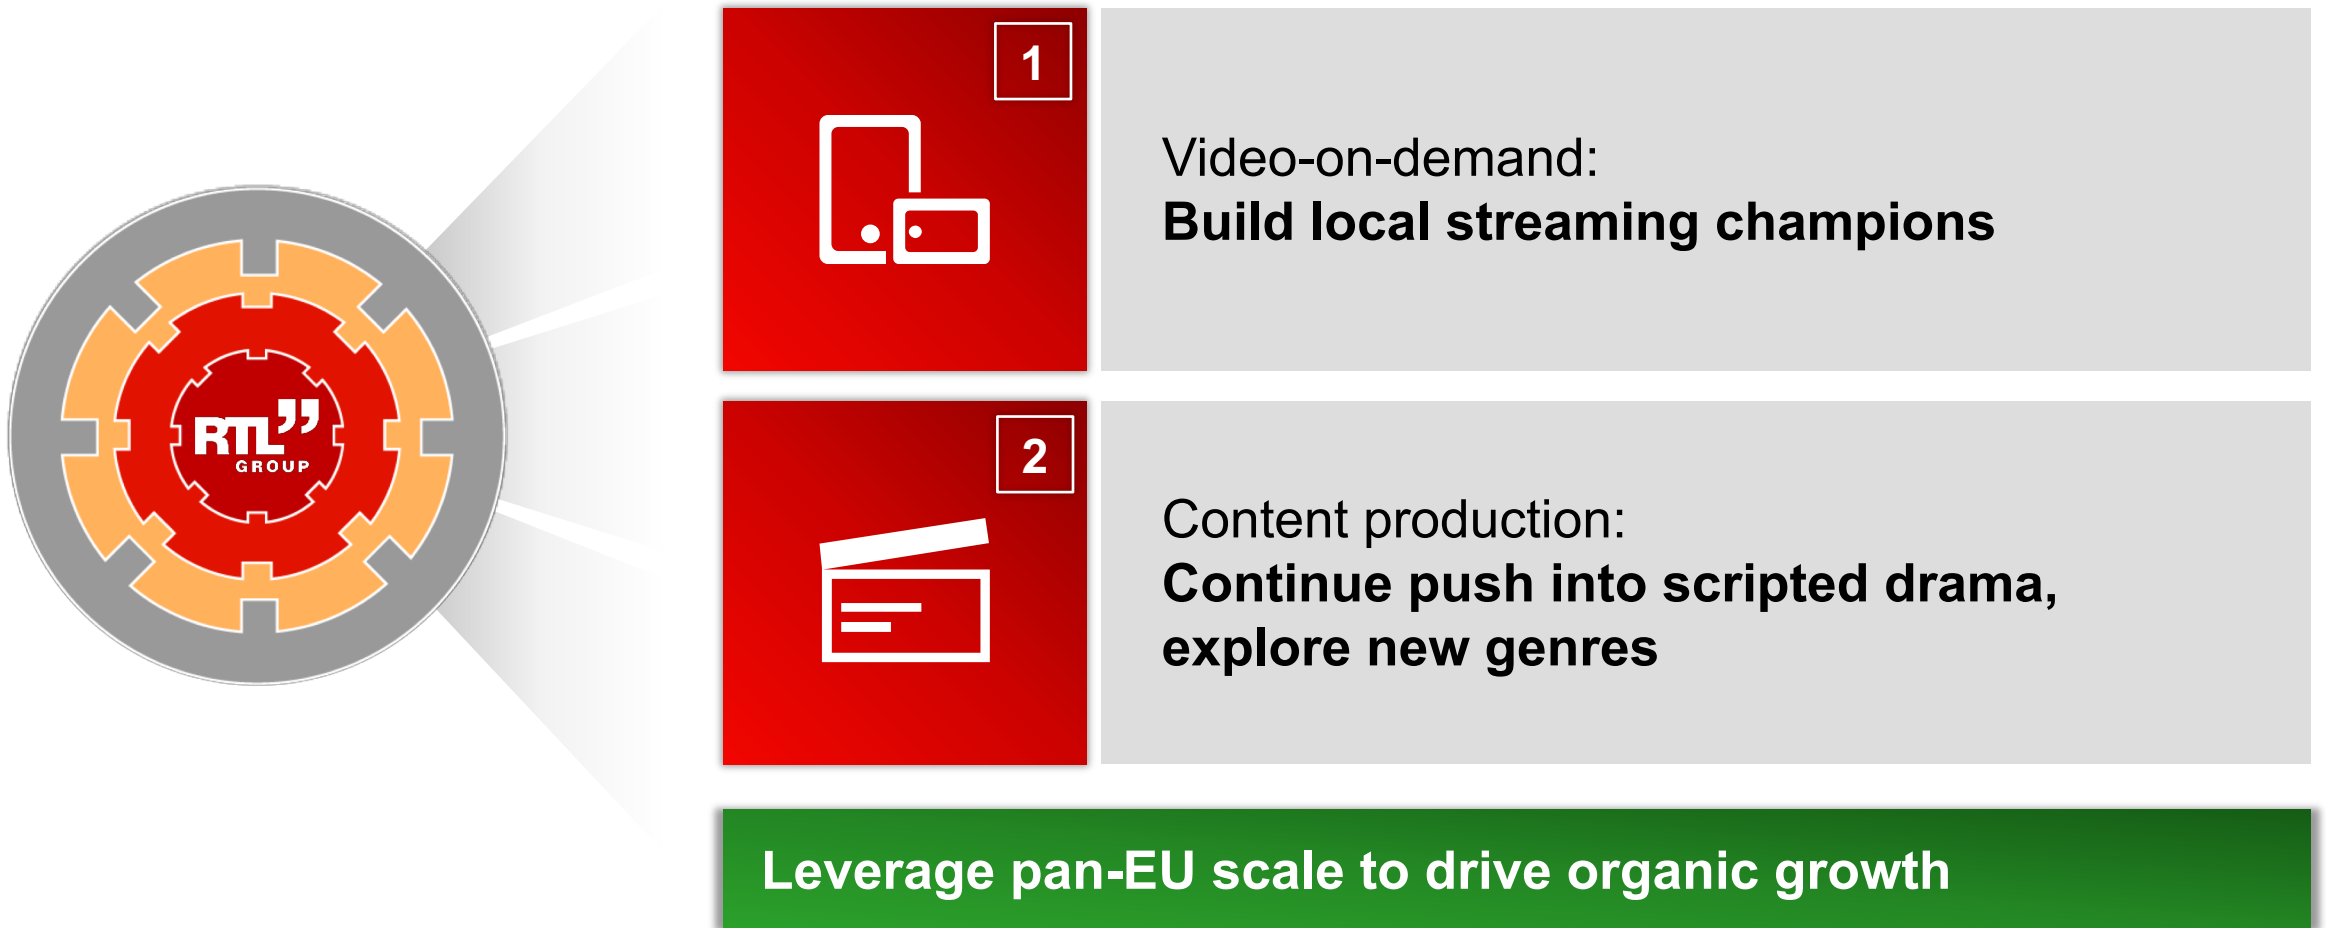 RTL
GROUP
1
Video-on-demand:
Build local streaming champions
2
Content production:
Continue push into scripted drama,
explore new genres
Leverage pan-EU scale to drive organic growth